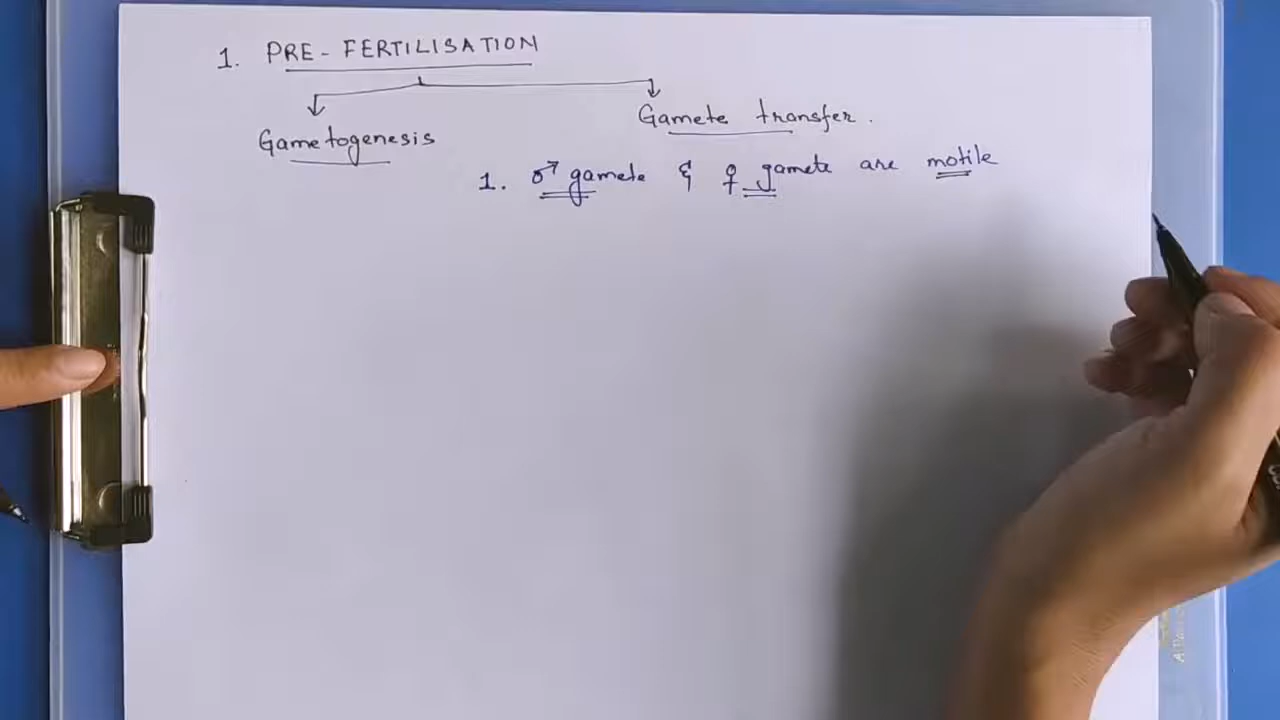 1. PRE-FERTILISATION
Gametogenesis
Gamete transfer.
1. ♂ gamete & ♀ gamete are motile